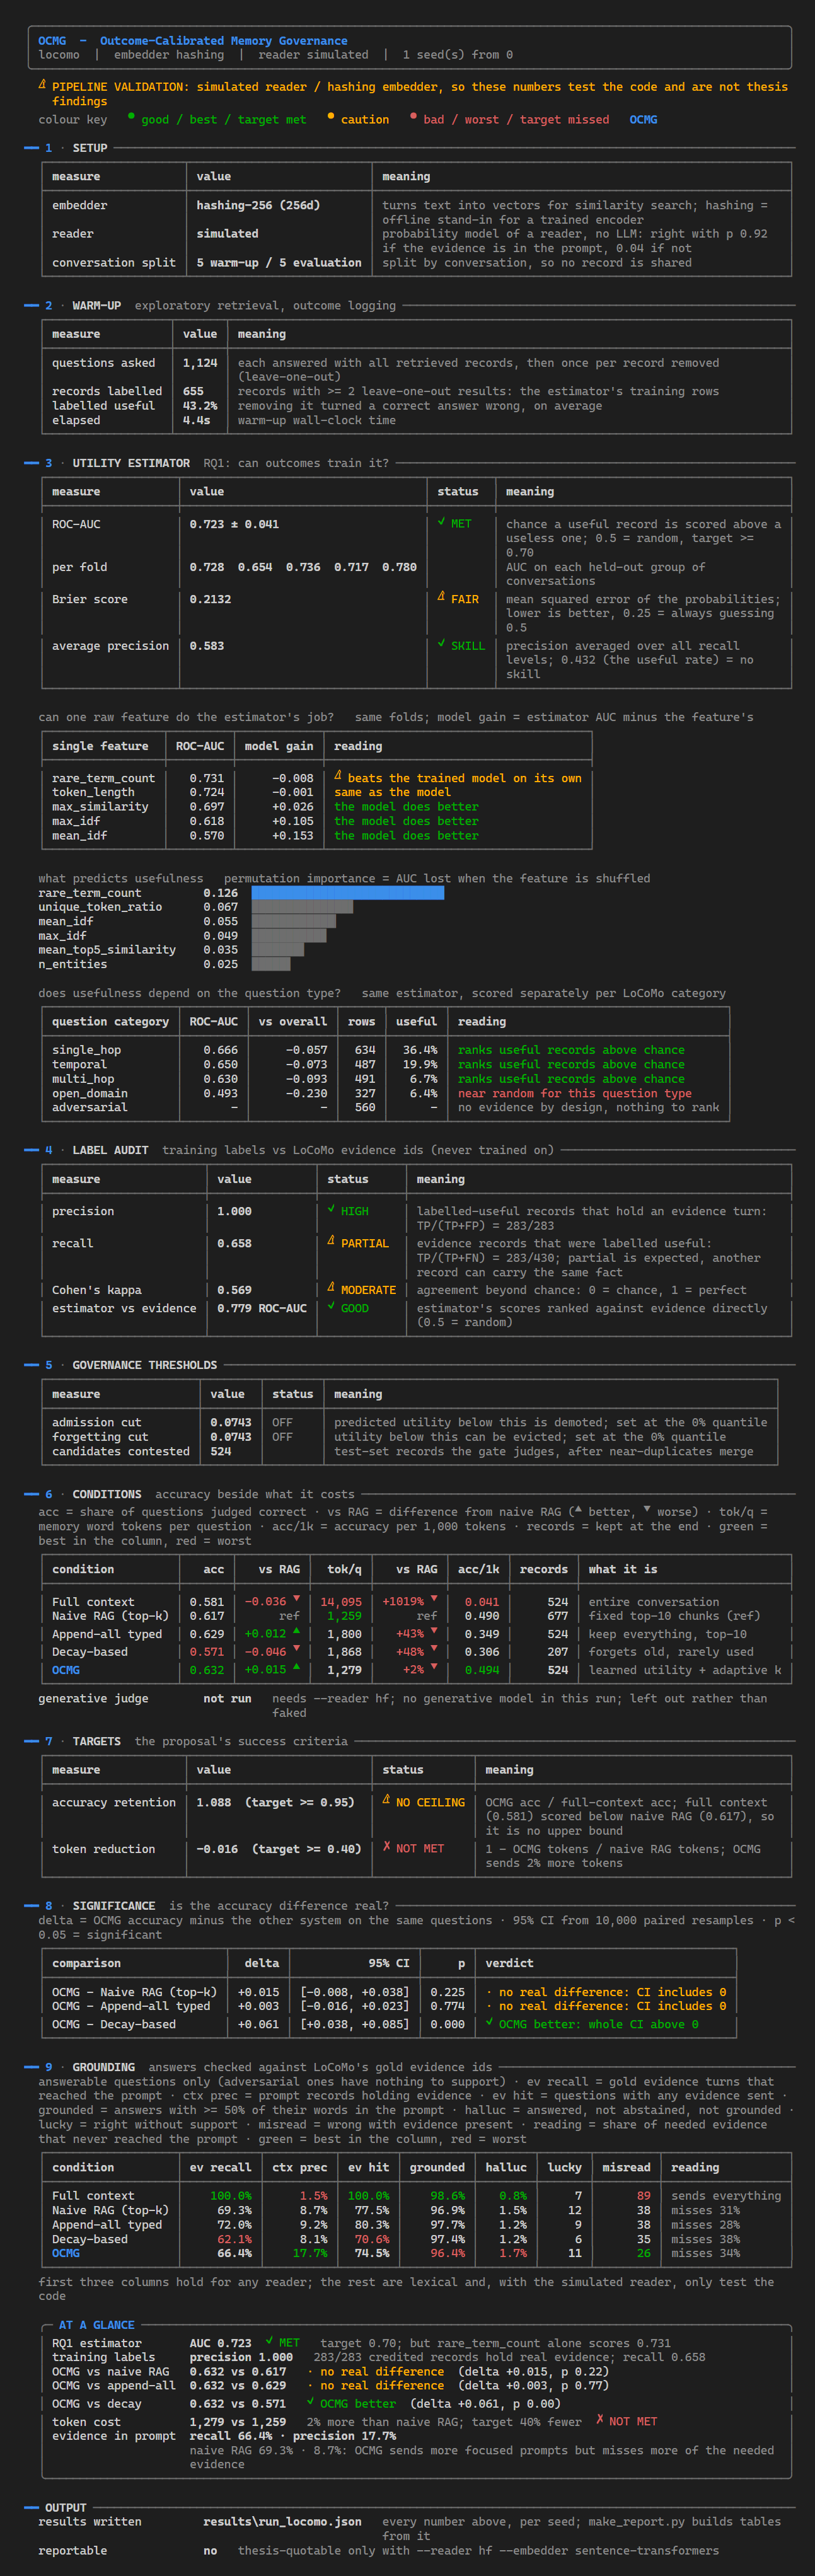 OCMG - Outcome-Calibrated Memory Governance
locomo | embedder hashing | reader simulated | 1 seed(s) from 0
⚠ PIPELINE VALIDATION: simulated reader / hashing embedder, so these numbers test the code and are not thesis
findings
colour key ● good / best / target met ● caution ● bad / worst / target missed OCMG
1 · SETUP
measure value meaning
embedder hashing-256 (256d) turns text into vectors for similarity search; hashing =
offline stand-in for a trained encoder
reader simulated probability model of a reader, no LLM: right with p 0.92
if the evidence is in the prompt, 0.04 if not
conversation split 5 warm-up / 5 evaluation split by conversation, so no record is shared
2 · WARM-UP exploratory retrieval, outcome logging
measure value meaning
questions asked 1,124 each answered with all retrieved records, then once per record removed
(leave-one-out)
records labelled 655 records with >= 2 leave-one-out results: the estimator's training rows
labelled useful 43.2% removing it turned a correct answer wrong, on average
elapsed 4.4s warm-up wall-clock time
3 · UTILITY ESTIMATOR RQ1: can outcomes train it?
measure value status meaning
ROC-AUC 0.723 ± 0.041 ✓ MET chance a useful record is scored above a
useless one; 0.5 = random, target >=
0.70
per fold 0.728 0.654 0.736 0.717 0.780 AUC on each held-out group of
conversations
Brier score 0.2132 ⚠ FAIR mean squared error of the probabilities;
lower is better, 0.25 = always guessing
0.5
average precision 0.583 ✓ SKILL precision averaged over all recall
levels; 0.432 (the useful rate) = no
skill
can one raw feature do the estimator's job? same folds; model gain = estimator AUC minus the feature's
single feature ROC-AUC model gain reading
rare_term_count 0.731 -0.008 ⚠ beats the trained model on its own
token_length 0.724 -0.001 same as the model
max_similarity 0.697 +0.026 the model does better
max_idf 0.618 +0.105 the model does better
mean_idf 0.570 +0.153 the model does better
what predicts usefulness permutation importance = AUC lost when the feature is shuffled
rare_term_count 0.126
unique_token_ratio 0.067
mean_idf 0.055
max_idf 0.049
mean_top5_similarity 0.035
n_entities 0.025
does usefulness depend on the question type? same estimator, scored separately per LoCoMo category
question category ROC-AUC vs overall rows useful reading
single_hop 0.666 -0.057 634 36.4% ranks useful records above chance
temporal 0.650 -0.073 487 19.9% ranks useful records above chance
multi_hop 0.630 -0.093 491 6.7% ranks useful records above chance
open_domain 0.493 -0.230 327 6.4% near random for this question type
adversarial - - 560 - no evidence by design, nothing to rank
4 · LABEL AUDIT training labels vs LoCoMo evidence ids (never trained on)
measure value status meaning
precision 1.000 ✓ HIGH labelled-useful records that hold an evidence turn:
TP/(TP+FP) = 283/283
recall 0.658 ⚠ PARTIAL evidence records that were labelled useful:
TP/(TP+FN) = 283/430; partial is expected, another
record can carry the same fact
Cohen's kappa 0.569 ⚠ MODERATE agreement beyond chance: 0 = chance, 1 = perfect
estimator vs evidence 0.779 ROC-AUC ✓ GOOD estimator's scores ranked against evidence directly
(0.5 = random)
5 · GOVERNANCE THRESHOLDS
measure value status meaning
admission cut 0.0743 OFF predicted utility below this is demoted; set at the 0% quantile
forgetting cut 0.0743 OFF utility below this can be evicted; set at the 0% quantile
candidates contested 524 test-set records the gate judges, after near-duplicates merge
6 · CONDITIONS accuracy beside what it costs
acc = share of questions judged correct · vs RAG = difference from naive RAG (▲ better, ▼ worse) · tok/q =
memory word tokens per question · acc/1k = accuracy per 1,000 tokens · records = kept at the end · green =
best in the column, red = worst
condition acc vs RAG tok/q vs RAG acc/1k records what it is
Full context 0.581 -0.036 ▼ 14,095 +1019% ▼ 0.041 524 entire conversation
Naive RAG (top-k) 0.617 ref 1,259 ref 0.490 677 fixed top-10 chunks (ref)
Append-all typed 0.629 +0.012 ▲ 1,800 +43% ▼ 0.349 524 keep everything, top-10
Decay-based 0.571 -0.046 ▼ 1,868 +48% ▼ 0.306 207 forgets old, rarely used
OCMG 0.632 +0.015 ▲ 1,279 +2% ▼ 0.494 524 learned utility + adaptive k
generative judge not run needs --reader hf; no generative model in this run; left out rather than
faked
7 · TARGETS the proposal's success criteria
measure value status meaning
accuracy retention 1.088 (target >= 0.95) ⚠ NO CEILING OCMG acc / full-context acc; full context
(0.581) scored below naive RAG (0.617), so
it is no upper bound
token reduction -0.016 (target >= 0.40) ✗ NOT MET 1 - OCMG tokens / naive RAG tokens; OCMG
sends 2% more tokens
8 · SIGNIFICANCE is the accuracy difference real?
delta = OCMG accuracy minus the other system on the same questions · 95% CI from 10,000 paired resamples · p <
0.05 = significant
comparison delta 95% CI p verdict
OCMG - Naive RAG (top-k) +0.015 [-0.008, +0.038] 0.225 · no real difference: CI includes 0
OCMG - Append-all typed +0.003 [-0.016, +0.023] 0.774 · no real difference: CI includes 0
OCMG - Decay-based +0.061 [+0.038, +0.085] 0.000 ✓ OCMG better: whole CI above 0
9 · GROUNDING answers checked against LoCoMo's gold evidence ids
answerable questions only (adversarial ones have nothing to support) · ev recall = gold evidence turns that
reached the prompt · ctx prec = prompt records holding evidence · ev hit = questions with any evidence sent ·
grounded = answers with >= 50% of their words in the prompt · halluc = answered, not abstained, not grounded ·
lucky = right without support · misread = wrong with evidence present · reading = share of needed evidence
that never reached the prompt · green = best in the column, red = worst
condition ev recall ctx prec ev hit grounded halluc lucky misread reading
Full context 100.0% 1.5% 100.0% 98.6% 0.8% 7 89 sends everything
Naive RAG (top-k) 69.3% 8.7% 77.5% 96.9% 1.5% 12 38 misses 31%
Append-all typed 72.0% 9.2% 80.3% 97.7% 1.2% 9 38 misses 28%
Decay-based 62.1% 8.1% 70.6% 97.4% 1.2% 6 35 misses 38%
OCMG 66.4% 17.7% 74.5% 96.4% 1.7% 11 26 misses 34%
first three columns hold for any reader; the rest are lexical and, with the simulated reader, only test the
code
AT A GLANCE
RQ1 estimator AUC 0.723 ✓ MET target 0.70; but rare_term_count alone scores 0.731
training labels precision 1.000 283/283 credited records hold real evidence; recall 0.658
OCMG vs naive RAG 0.632 vs 0.617 · no real difference (delta +0.015, p 0.22)
OCMG vs append-all 0.632 vs 0.629 · no real difference (delta +0.003, p 0.77)
OCMG vs decay 0.632 vs 0.571 ✓ OCMG better (delta +0.061, p 0.00)
token cost 1,279 vs 1,259 2% more than naive RAG; target 40% fewer ✗ NOT MET
evidence in prompt recall 66.4% · precision 17.7%
naive RAG 69.3% · 8.7%: OCMG sends more focused prompts but misses more of the needed
evidence
OUTPUT
results written results\run_locomo.json every number above, per seed; make_report.py builds tables
from it
reportable no thesis-quotable only with --reader hf --embedder sentence-transformers